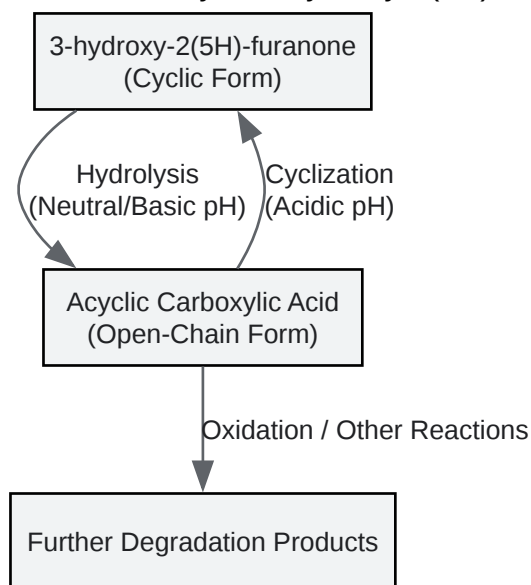 3-hydroxy-2(5H)-furanone
(Cyclic Form)
Hydrolysis
(Neutral/Basic pH)
Cyclization
(Acidic pH)
Acyclic Carboxylic Acid
(Open-Chain Form)
Oxidation / Other Reactions
Further Degradation Products